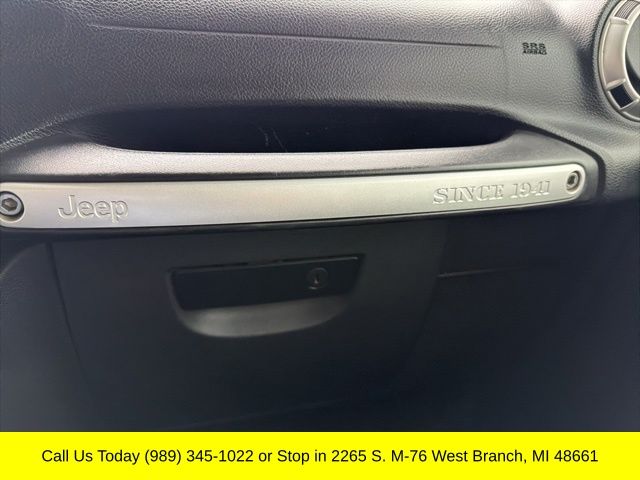 SRS
AIRBAG
Jeep SINCE 1941
Call Us Today (989) 345-1022 or Stop in 2265 S. M-76 West Branch, MI 48661